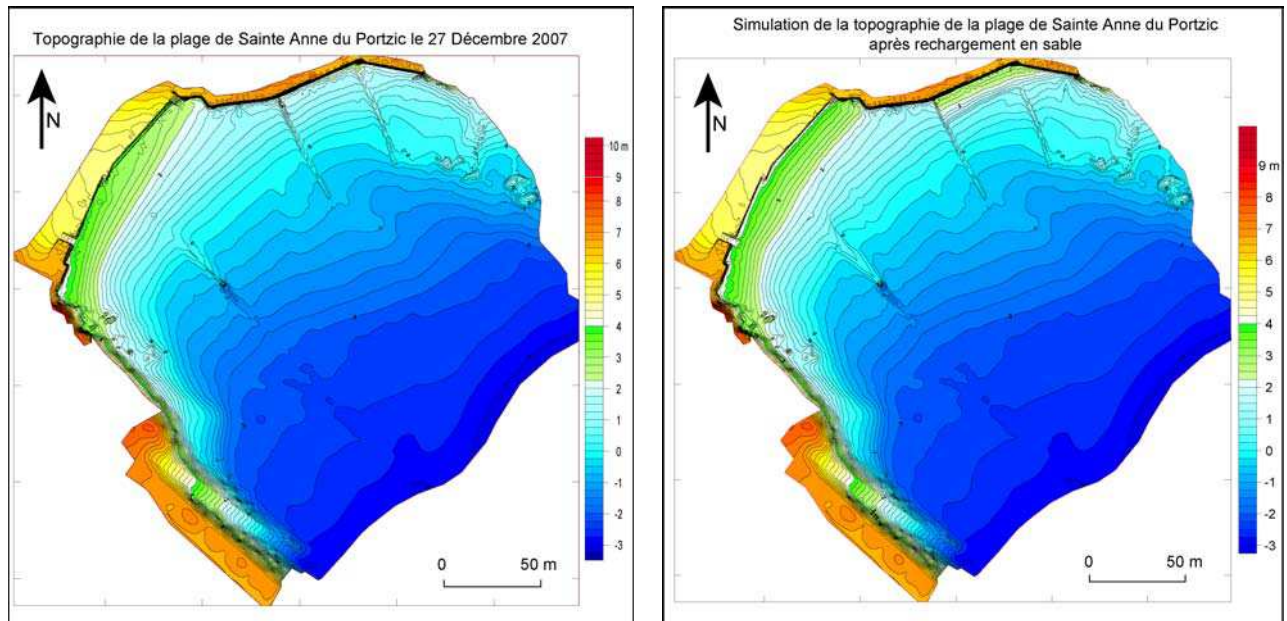 Topographie de la plage de Sainte Anne du Portzic le 27 Décembre 2007
N
10 m
9
8
7
6
5
4
3
2
1
0
-1
-2
-3
0 50 m
Simulation de la topographie de la plage de Sainte Anne du Portzic
après rechargement en sable
N
9 m
8
7
6
5
4
3
2
1
0
-1
-2
-3
0 50 m